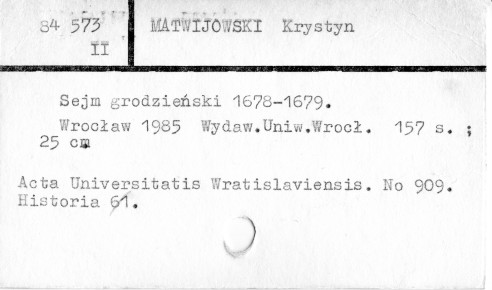 84 573 MATWIJOWSKI Krystyn
II
Sejm grodzieński 1678-1679.
Wrocław 1985 Wydaw.Uniw.Wrocł. 157 s. ;
25 cm
Acta Universitatis Wratislaviensis. No 909.
Historia 61.